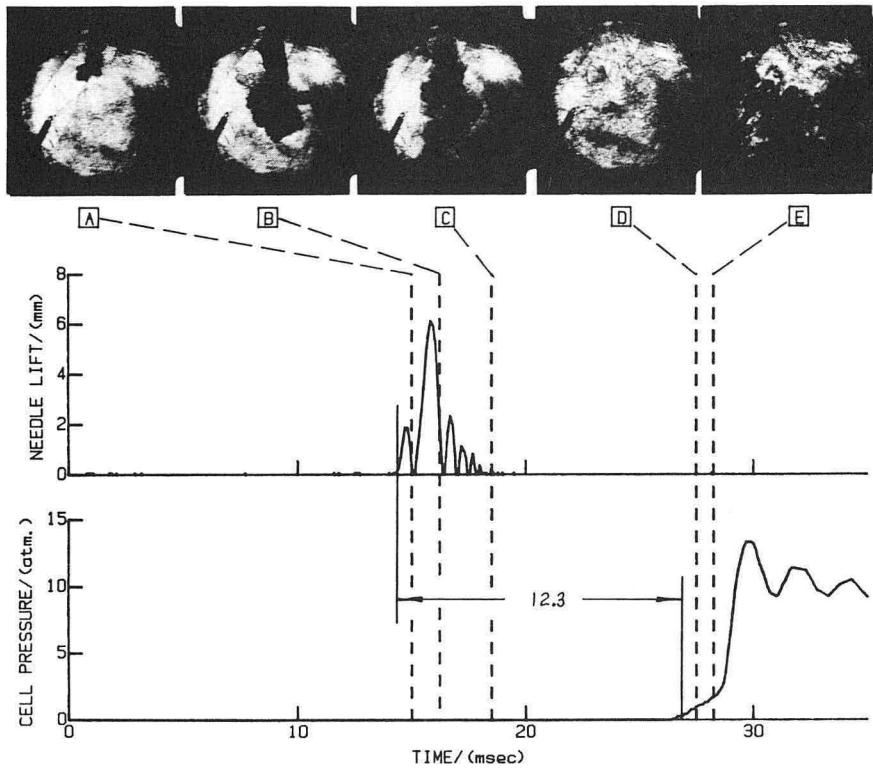 A B C D E
NEEDLE LIFT/(mm)
8
6
4
2
0
CELL PRESSURE/(atm.)
15
10
5
0
12.3
0 10 20 30
TIME/(msec)